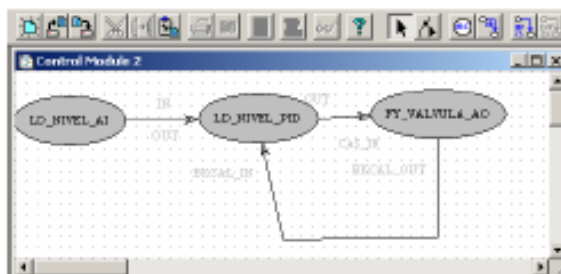 Control Module 2
IN
OUT
LD_NIVEL_AI
LD_NIVEL_PID
FY_VALVULA_AO
OUT
CAS_IN
BKCAL_IN
BKCAL_OUT